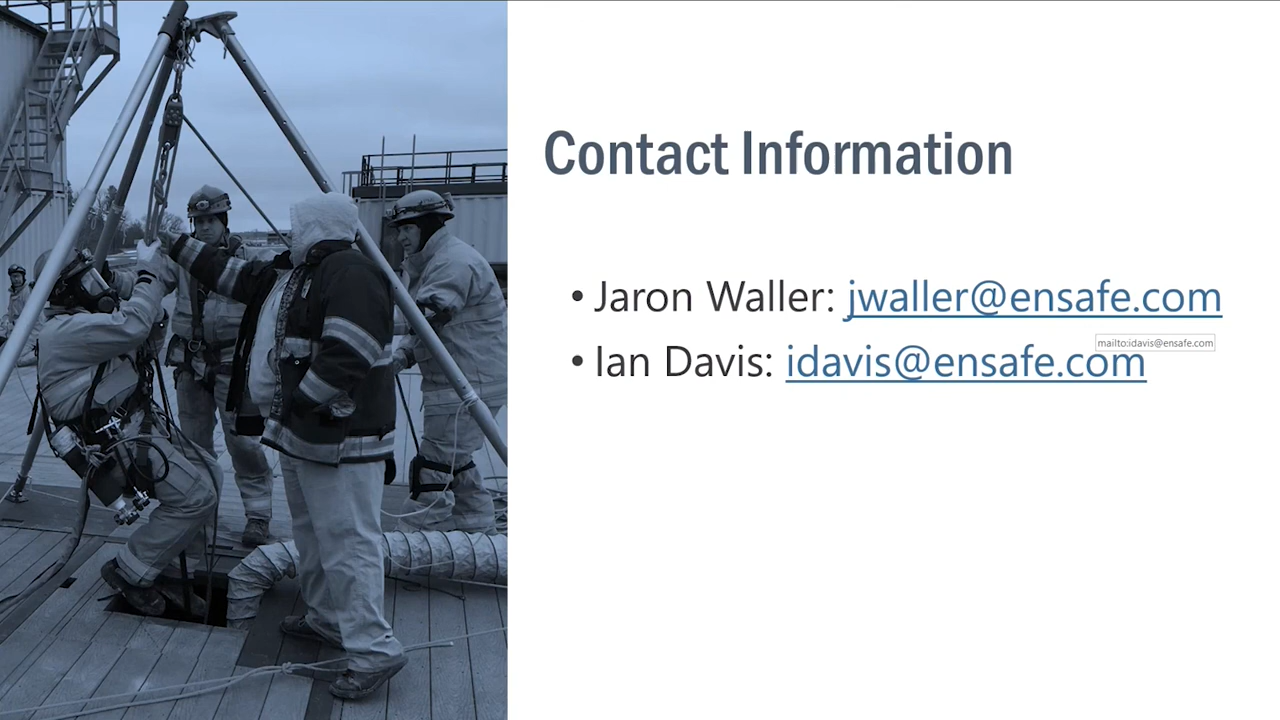 Contact Information
• Jaron Waller: jwaller@ensafe.com
mailto:idavis@ensafe.com
• Ian Davis: idavis@ensafe.com